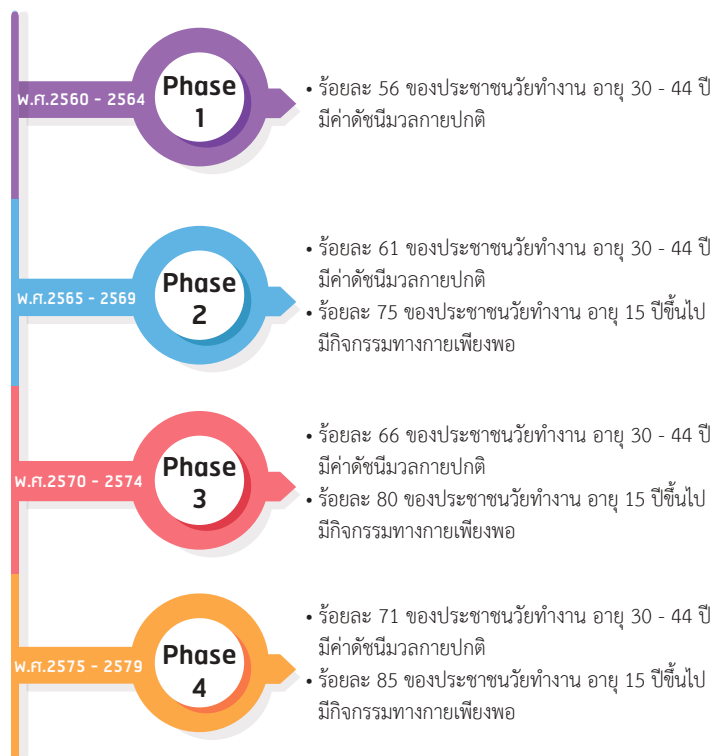 พ.ศ.2560 - 2564
Phase
1
• ร้อยละ 56 ของประชาชนวัยทำงาน อายุ 30 - 44 ปี
มีค่าดัชนีมวลกายปกติ
พ.ศ.2565 - 2569
Phase
2
• ร้อยละ 61 ของประชาชนวัยทำงาน อายุ 30 - 44 ปี
มีค่าดัชนีมวลกายปกติ
• ร้อยละ 75 ของประชาชนวัยทำงาน อายุ 15 ปีขึ้นไป
มีกิจกรรมทางกายเพียงพอ
พ.ศ.2570 - 2574
Phase
3
• ร้อยละ 66 ของประชาชนวัยทำงาน อายุ 30 - 44 ปี
มีค่าดัชนีมวลกายปกติ
• ร้อยละ 80 ของประชาชนวัยทำงาน อายุ 15 ปีขึ้นไป
มีกิจกรรมทางกายเพียงพอ
พ.ศ.2575 - 2579
Phase
4
• ร้อยละ 71 ของประชาชนวัยทำงาน อายุ 30 - 44 ปี
มีค่าดัชนีมวลกายปกติ
• ร้อยละ 85 ของประชาชนวัยทำงาน อายุ 15 ปีขึ้นไป
มีกิจกรรมทางกายเพียงพอ